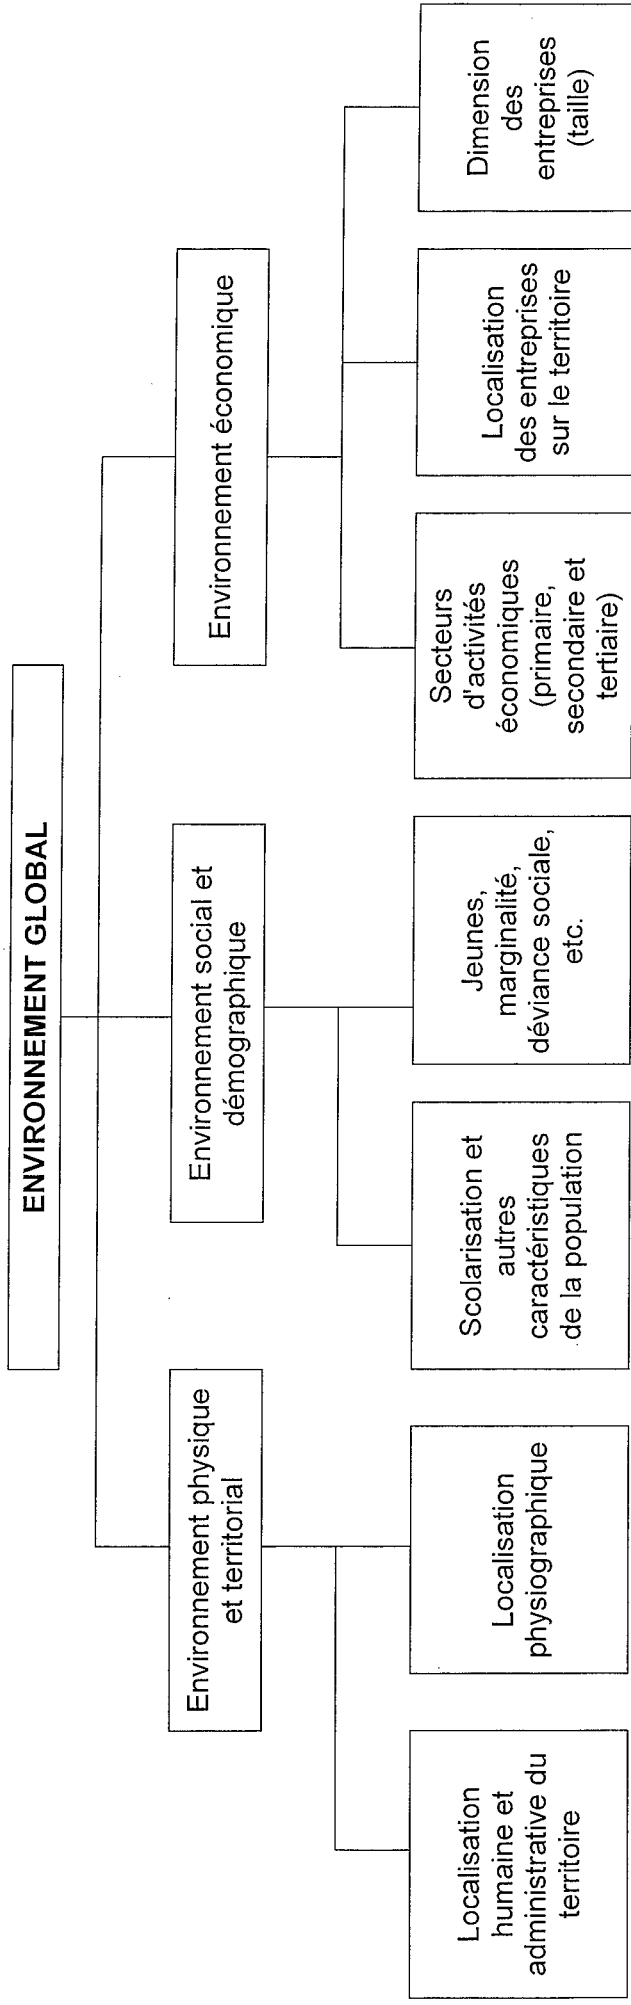 ENVIRONNEMENT GLOBAL
Environnement physique
et territorial
Environnement social et
démographique
Environnement économique
Localisation
humaine et
administrative du
territoire
Localisation
physiographique
Scolarisation et
autres
caractéristiques
de la population
Jeunes,
marginalité,
déviance sociale,
etc.
Secteurs
d'activités
économiques
(primaire,
secondaire et
tertiaire)
Localisation
des entreprises
sur le territoire
Dimension
des
entreprises
(taille)